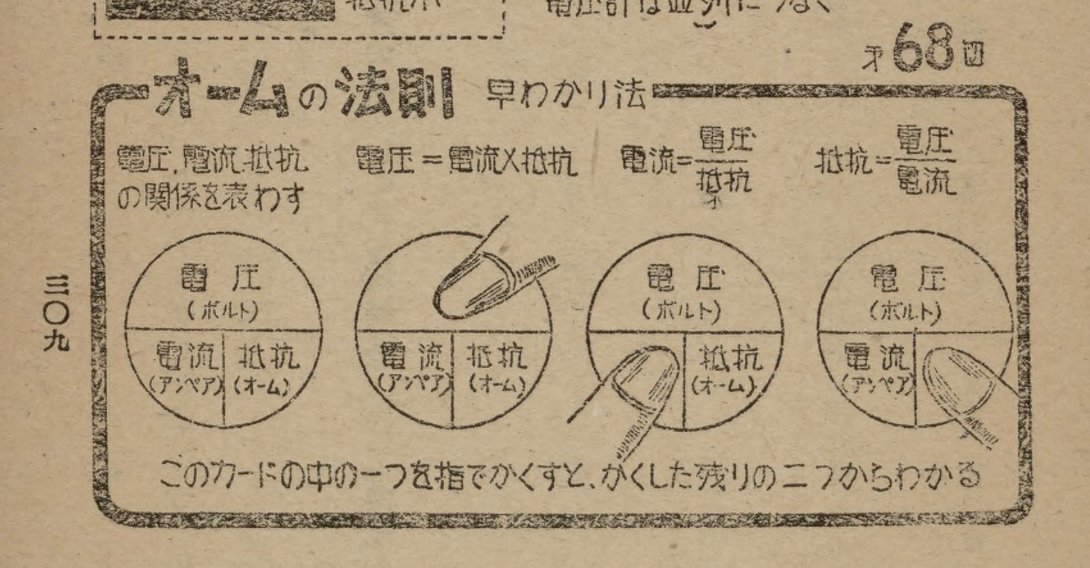 抵抗小
電圧計は並列につなぐ
才68図
オームの法則 早わかり法
電圧,電流,抵抗
の関係を表わす
電圧=電流×抵抗
電流=電圧/抵抗
抵抗=電圧/電流
電圧
(ボルト)
電流 抵抗
(アンペア) (オーム)
電流 抵抗
(アンペア) (オーム)
電圧
(ボルト)
抵抗
(オーム)
電圧
(ボルト)
電流
(アンペア)
このカードの中の一つを指でかくすと、かくした残りの二つからわかる
三〇九